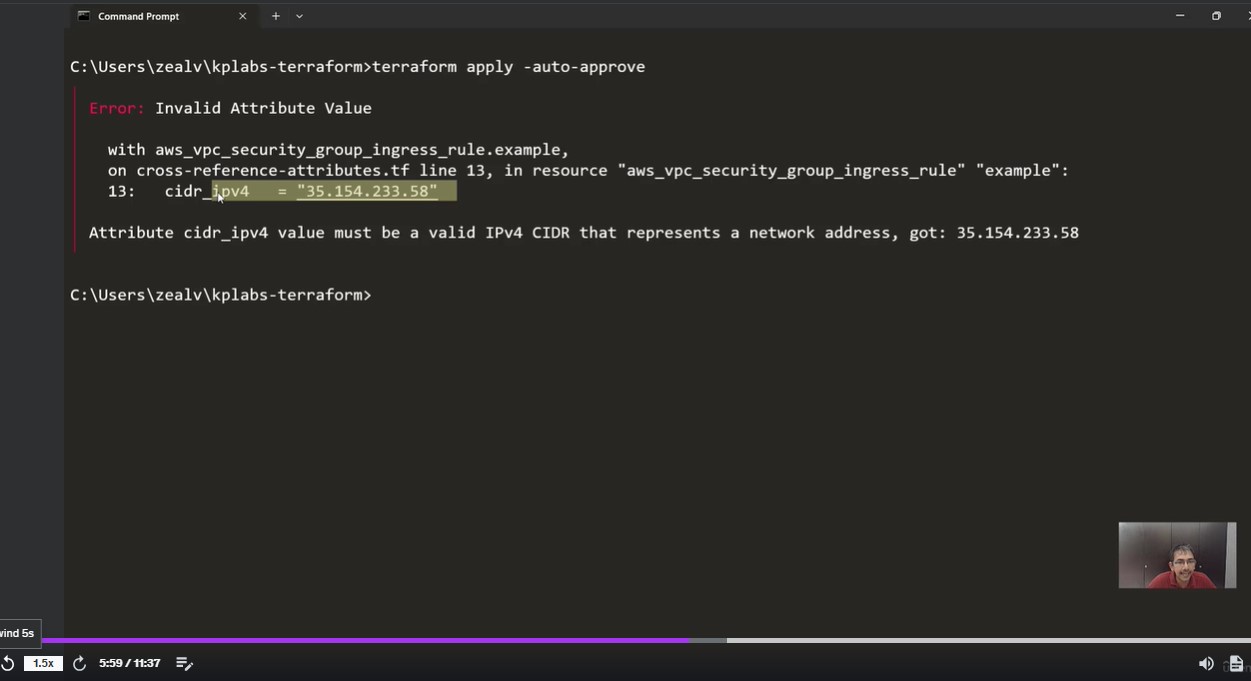 Command Prompt
C:\Users\zealv\kplabs-terraform>terraform apply -auto-approve
Error: Invalid Attribute Value
with aws_vpc_security_group_ingress_rule.example,
on cross-reference-attributes.tf line 13, in resource "aws_vpc_security_group_ingress_rule" "example":
13:   cidr_ipv4   = "35.154.233.58"
Attribute cidr_ipv4 value must be a valid IPv4 CIDR that represents a network address, got: 35.154.233.58
C:\Users\zealv\kplabs-terraform>
5s
1.5x 5:59 / 11:37